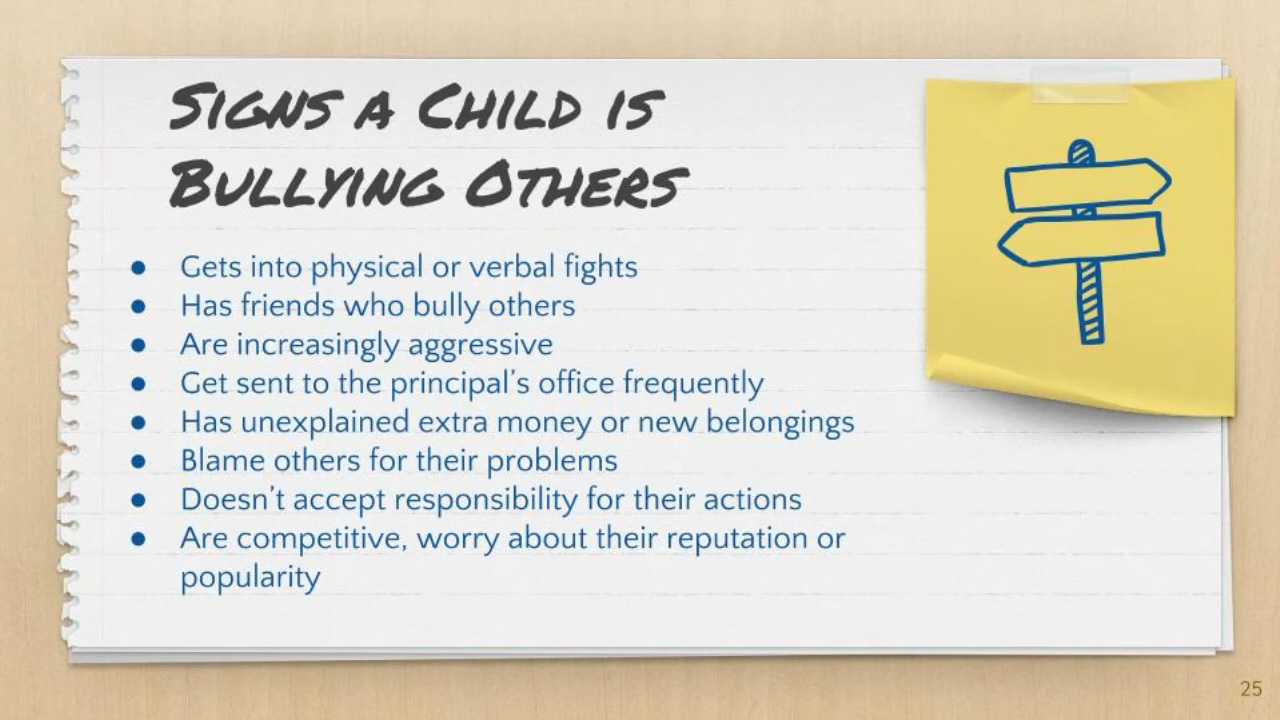 Signs a Child is
Bullying Others
● Gets into physical or verbal fights
● Has friends who bully others
● Are increasingly aggressive
● Get sent to the principal’s office frequently
● Has unexplained extra money or new belongings
● Blame others for their problems
● Doesn’t accept responsibility for their actions
● Are competitive, worry about their reputation or
popularity
25